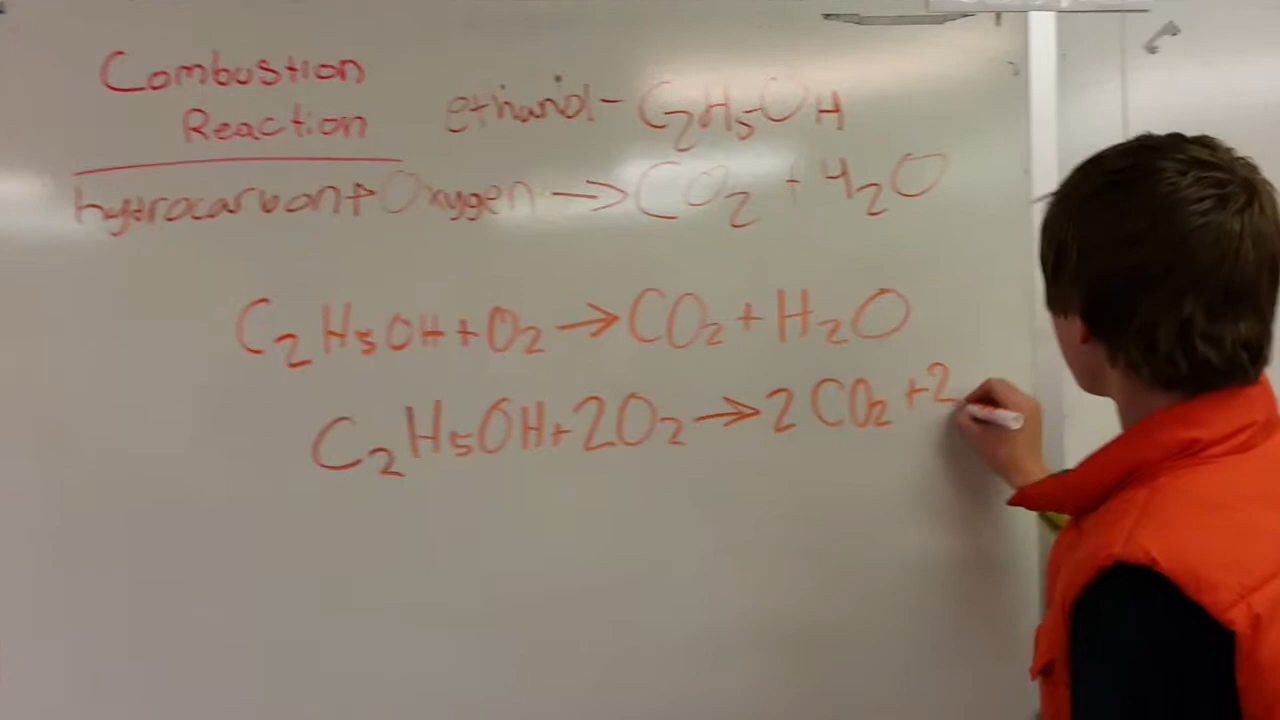 Combustion
Reaction
ethanol - C2H5OH
hydrocarbon + Oxygen → CO2 + H2O
C2H5OH + O2 → CO2 + H2O
C2H5OH + 2O2 → 2CO2 + 2